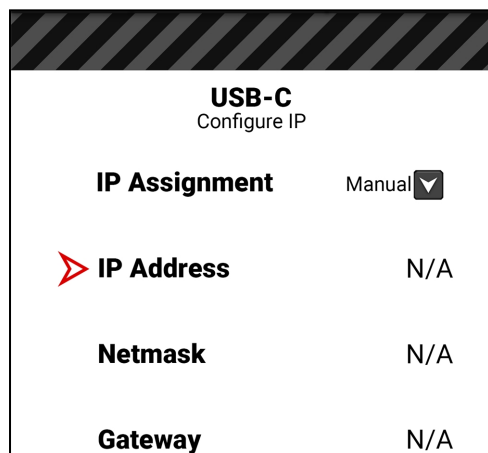 USB-C
Configure IP
IP Assignment Manual
IP Address N/A
Netmask N/A
Gateway N/A